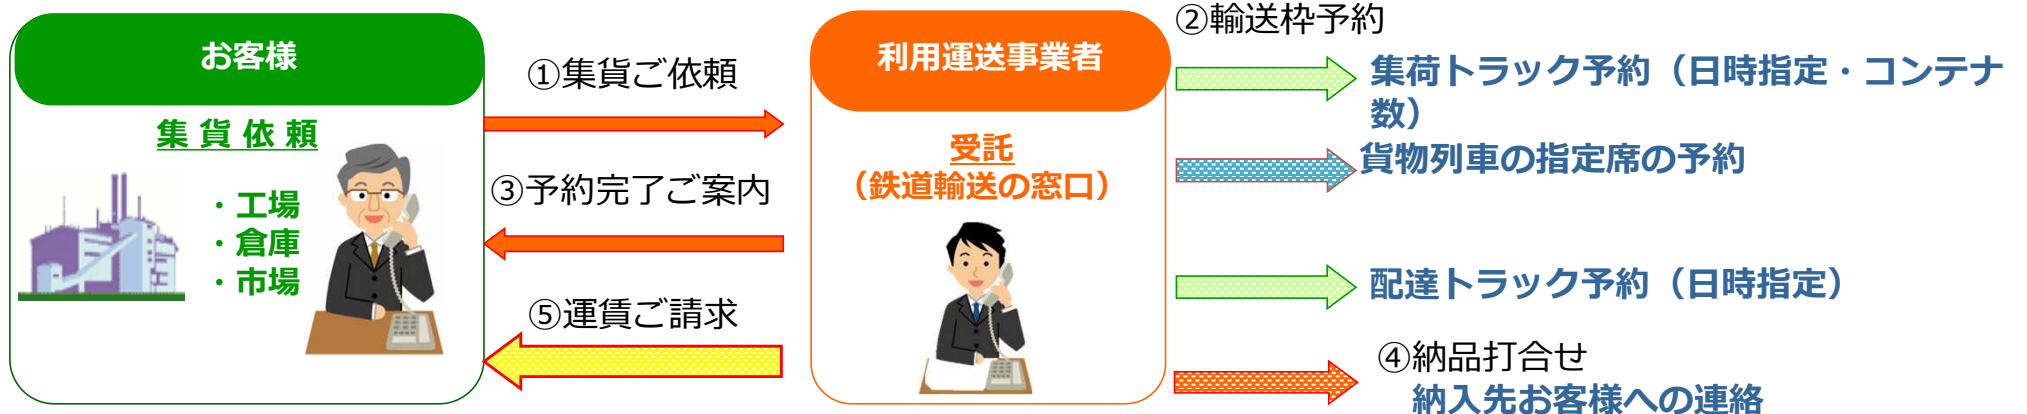 お客様
集貨依頼
・工場
・倉庫
・市場
①集貨ご依頼
③予約完了ご案内
⑤運賃ご請求
利用運送事業者
受託
（鉄道輸送の窓口）
②輸送枠予約
集荷トラック予約（日時指定・コンテナ
数）
貨物列車の指定席の予約
配達トラック予約（日時指定）
④納品打合せ
納入先お客様への連絡